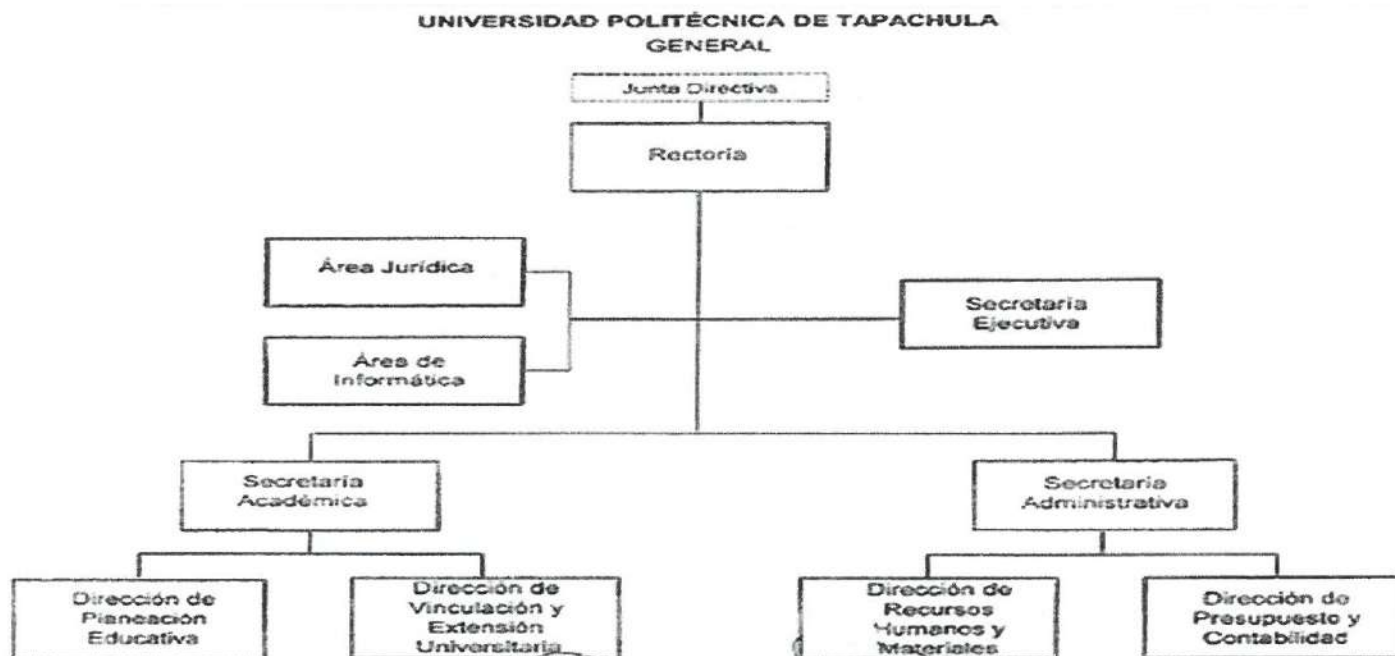 UNIVERSIDAD POLITÉCNICA DE TAPACHULA
GENERAL
Junta Directiva
Rectoría
Área Jurídica
Secretaría
Ejecutiva
Área de
Informática
Secretaría
Académica
Secretaría
Administrativa
Dirección de
Planeación
Educativa
Dirección de
Vinculación y
Extensión
Universitaria
Dirección de
Recursos
Humanos y
Materiales
Dirección de
Presupuesto y
Contabilidad